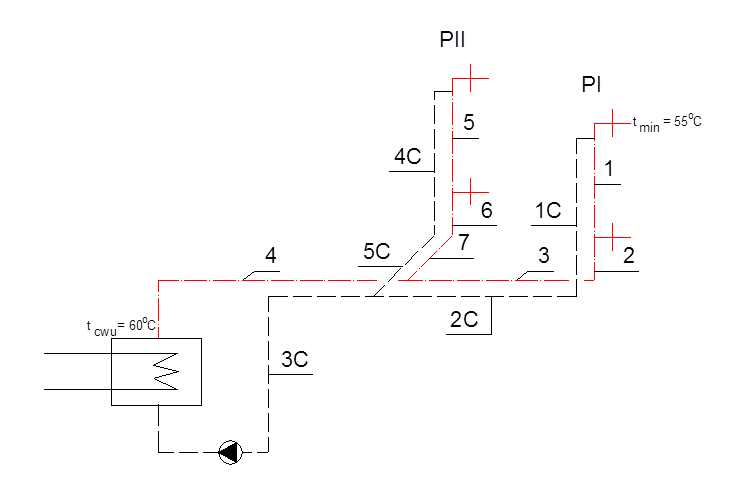 PII
PI
t min = 55°C
5
4C
1
6
1C
7
5C
4
3
2
t cwu = 60°C
2C
3C